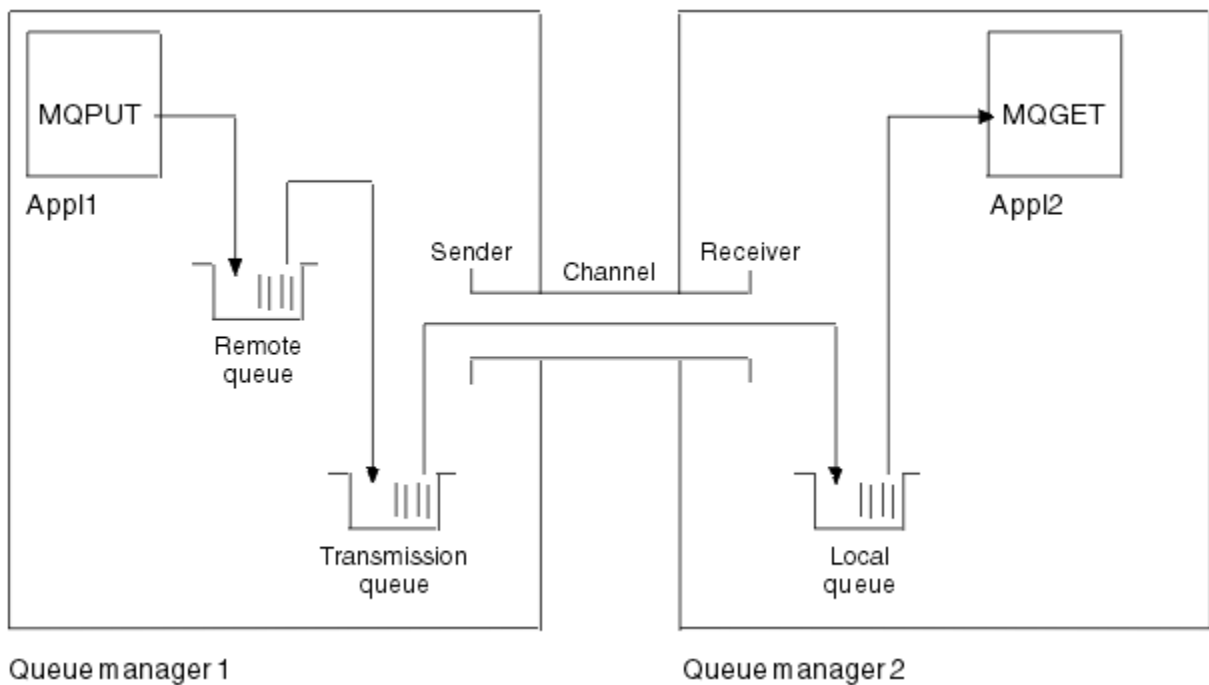 MQPUT
MQGET
Appl1
Appl2
Sender
Channel
Receiver
Remote
queue
Transmission
queue
Local
queue
Queue manager 1
Queue manager 2